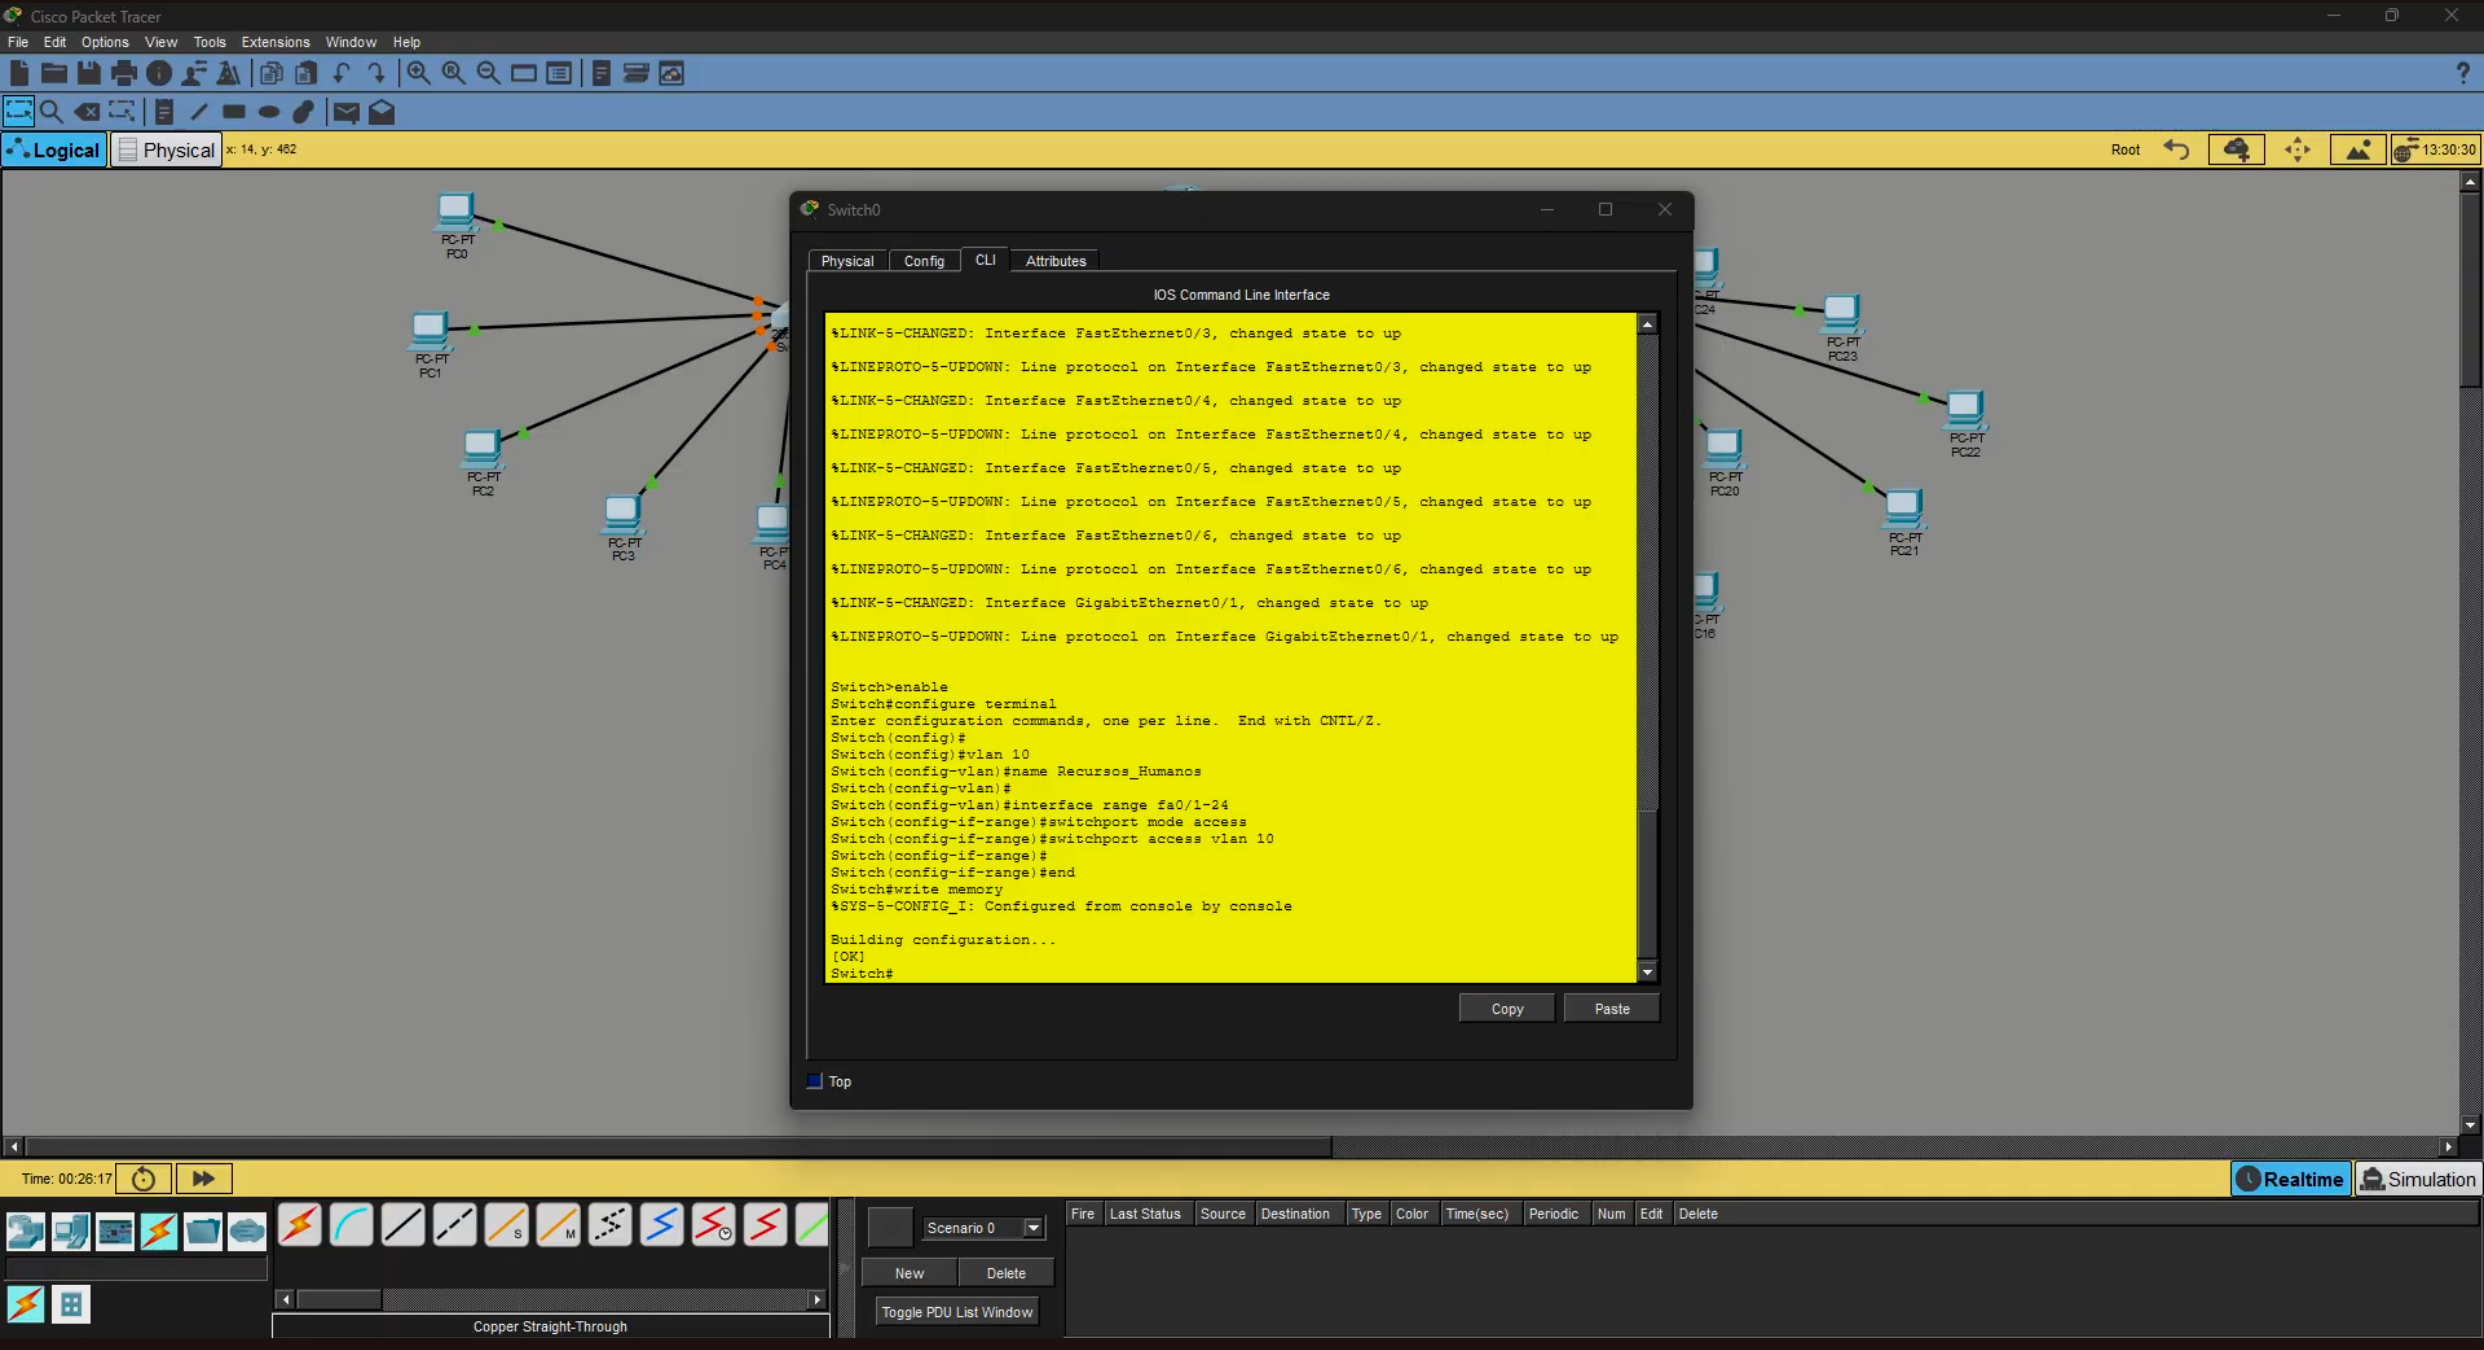 Cisco Packet Tracer
File Edit Options View Tools Extensions Window Help
Logical Physical x: 14, y: 462 Root 13:30:30
PC-PT
PC0
PC-PT
PC1
PC-PT
PC2
PC-PT
PC3
PC4
C24
PC-PT
PC23
PC-PT
PC22
PC-PT
PC20
PC-PT
PC21
C16
Switch0
Physical Config CLI Attributes
IOS Command Line Interface
%LINK-5-CHANGED: Interface FastEthernet0/3, changed state to up
%LINEPROTO-5-UPDOWN: Line protocol on Interface FastEthernet0/3, changed state to up
%LINK-5-CHANGED: Interface FastEthernet0/4, changed state to up
%LINEPROTO-5-UPDOWN: Line protocol on Interface FastEthernet0/4, changed state to up
%LINK-5-CHANGED: Interface FastEthernet0/5, changed state to up
%LINEPROTO-5-UPDOWN: Line protocol on Interface FastEthernet0/5, changed state to up
%LINK-5-CHANGED: Interface FastEthernet0/6, changed state to up
%LINEPROTO-5-UPDOWN: Line protocol on Interface FastEthernet0/6, changed state to up
%LINK-5-CHANGED: Interface GigabitEthernet0/1, changed state to up
%LINEPROTO-5-UPDOWN: Line protocol on Interface GigabitEthernet0/1, changed state to up
Switch>enable
Switch#configure terminal
Enter configuration commands, one per line. End with CNTL/Z.
Switch(config)#
Switch(config)#vlan 10
Switch(config-vlan)#name Recursos_Humanos
Switch(config-vlan)#
Switch(config-vlan)#interface range fa0/1-24
Switch(config-if-range)#switchport mode access
Switch(config-if-range)#switchport access vlan 10
Switch(config-if-range)#
Switch(config-if-range)#end
Switch#write memory
%SYS-5-CONFIG_I: Configured from console by console
Building configuration...
[OK]
Switch#
Copy Paste
Top
Time: 00:26:17
Realtime Simulation
S M
Scenario 0
New Delete
Toggle PDU List Window
Fire Last Status Source Destination Type Color Time(sec) Periodic Num Edit Delete
Copper Straight-Through